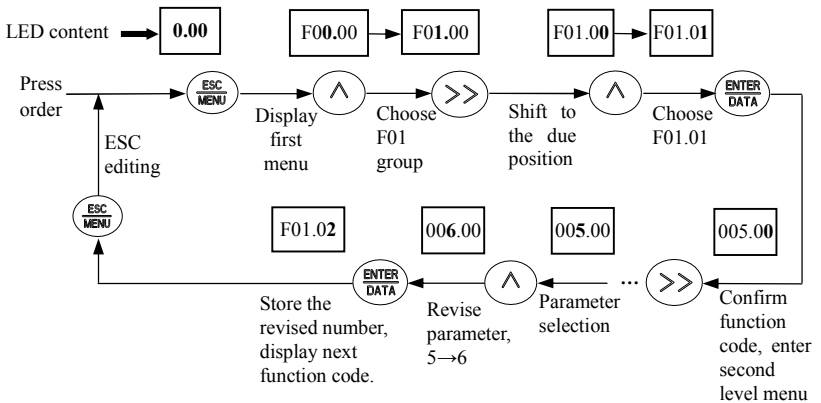 LED content
0.00
F00.00
F01.00
F01.00
F01.01
Press
order
ESC
MENU
∧
>>
∧
ENTER
DATA
Display
first
menu
Choose
F01
group
Shift to
the due
position
Choose
F01.01
ESC
editing
ESC
MENU
F01.02
006.00
005.00
005.00
ENTER
DATA
∧
...
>>
Store the
revised number,
display next
function code.
Revise
parameter,
5→6
Parameter
selection
Confirm
function
code, enter
second
level menu